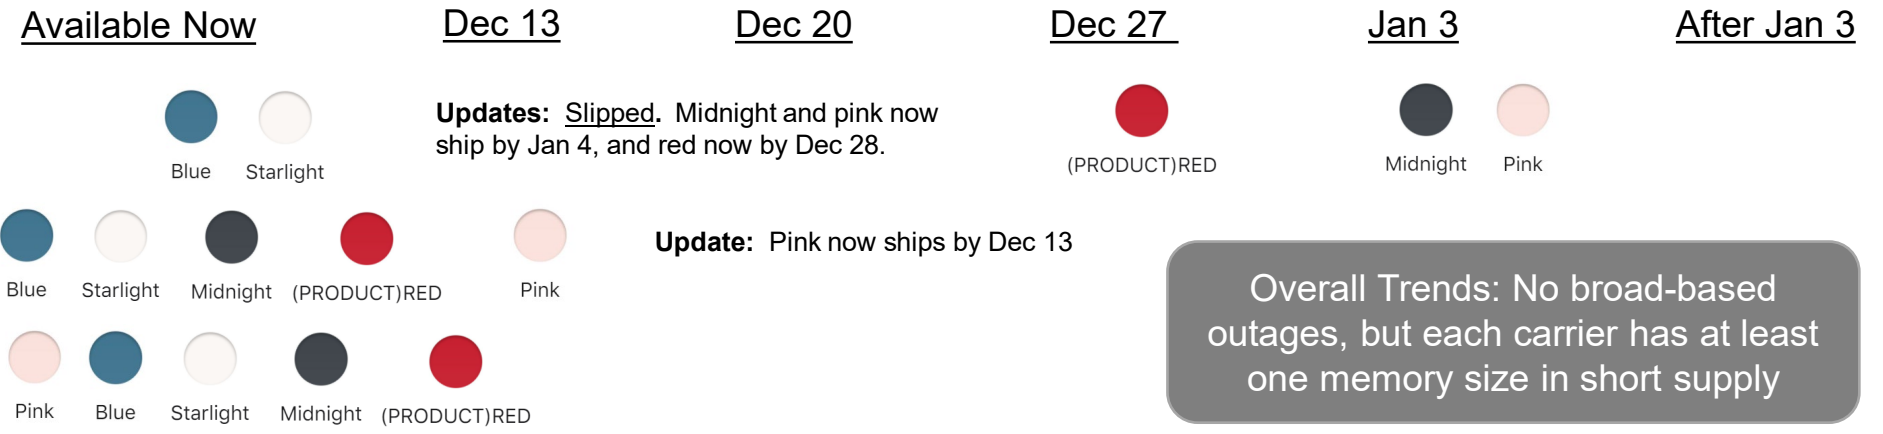 Available Now
Dec 13
Dec 20
Dec 27
Jan 3
After Jan 3
Updates: Slipped. Midnight and pink now
ship by Jan 4, and red now by Dec 28.
Blue
Starlight
(PRODUCT)RED
Midnight
Pink
Update: Pink now ships by Dec 13
Blue
Starlight
Midnight
(PRODUCT)RED
Pink
Overall Trends: No broad-based
outages, but each carrier has at least
one memory size in short supply
Pink
Blue
Starlight
Midnight
(PRODUCT)RED